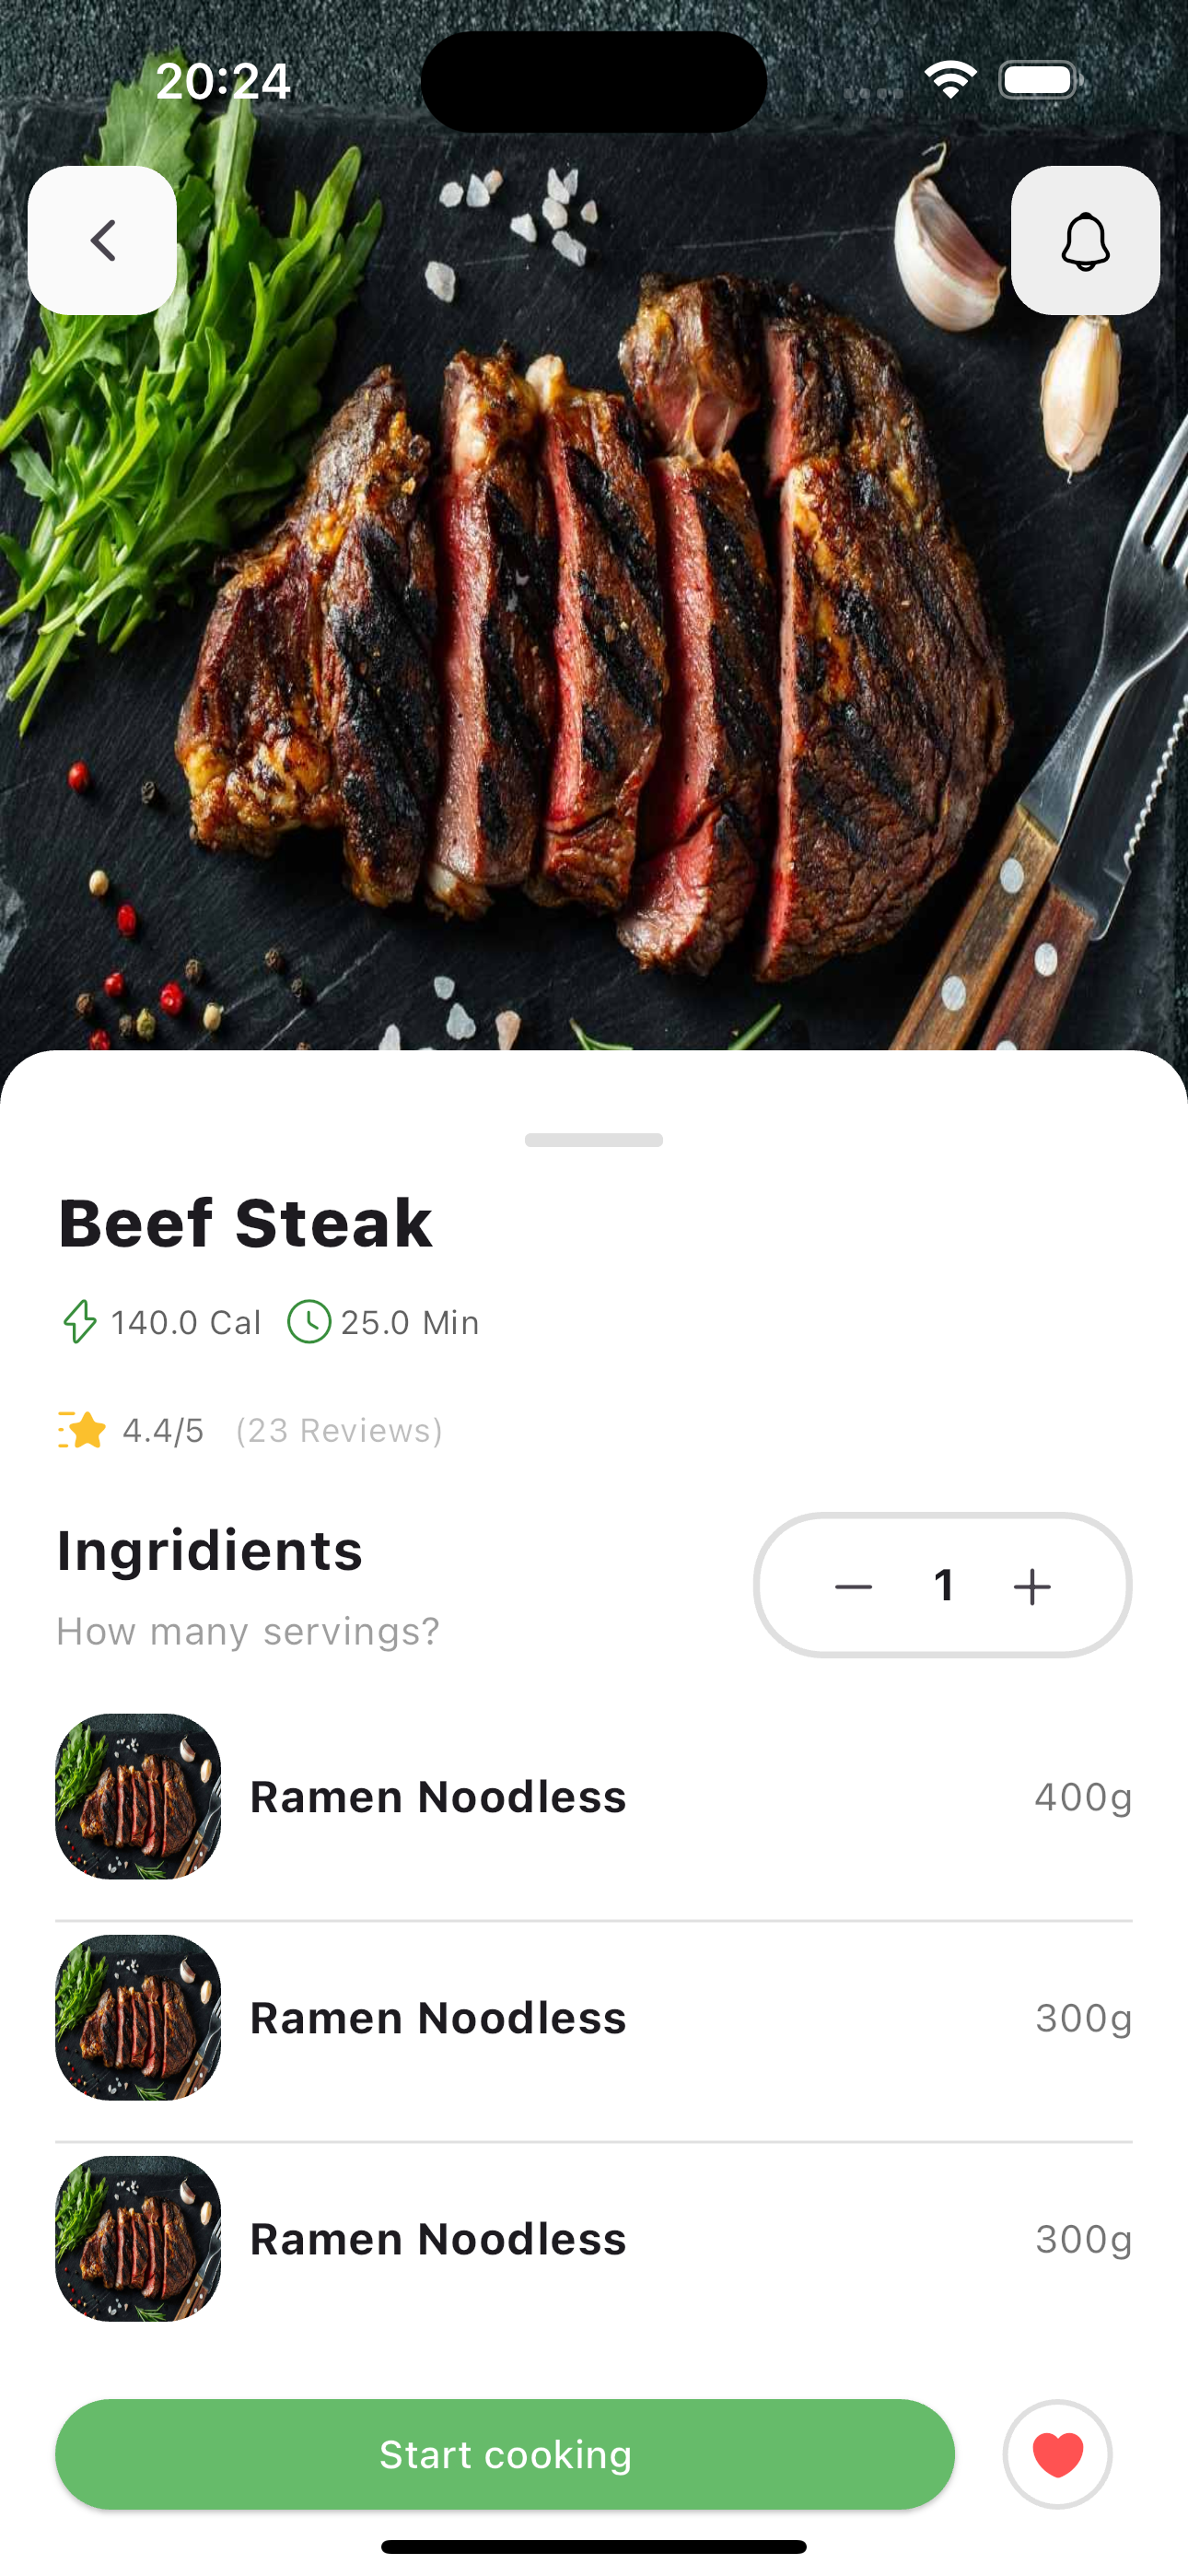 20:24
Beef Steak
140.0 Cal 25.0 Min
4.4/5 (23 Reviews)
Ingridients
How many servings?
1
Ramen Noodless 400g
Ramen Noodless 300g
Ramen Noodless 300g
Start cooking